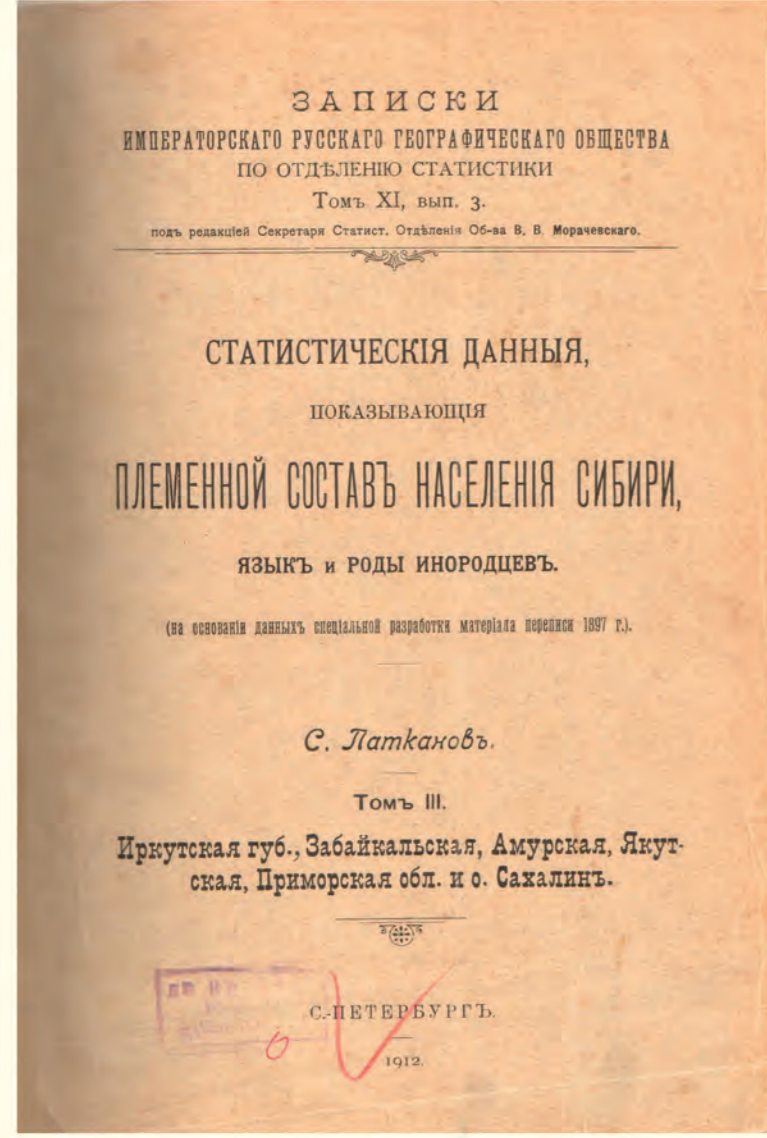 ЗАПИСКИ
ИМПЕРАТОРСКАГО РУССКАГО ГЕОГРАФИЧЕСКАГО ОБЩЕСТВА
ПО ОТДѢЛЕНІЮ СТАТИСТИКИ
Томъ XI, вып. 3.
подъ редакціей Секретаря Статист. Отдѣленія Об-ва В. В. Морачевскаго.
СТАТИСТИЧЕСКІЯ ДАННЫЯ,
ПОКАЗЫВАЮЩІЯ
ПЛЕМЕННОЙ СОСТАВЪ НАСЕЛЕНІЯ СИБИРИ,
ЯЗЫКЪ и РОДЫ ИНОРОДЦЕВЪ.
(на основаніи данныхъ спеціальной разработки матеріала переписи 1897 г.).
С. Паткановъ.
Томъ III.
Иркутская губ., Забайкальская, Амурская, Якут-
ская, Приморская обл. и о. Сахалинъ.
С.-ПЕТЕРБУРГЪ.
1912.